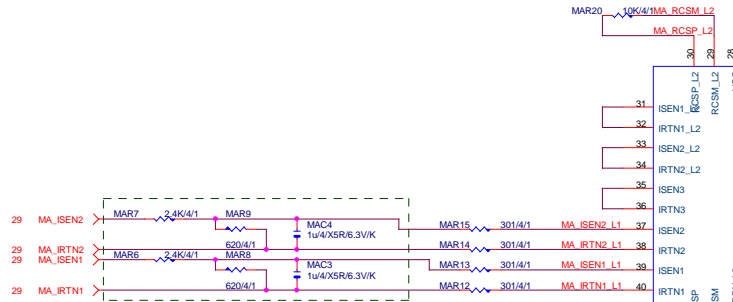 MAR20 10K/4/1 MA_RCSM_L2
MA_RCSP_L2
30
29
28
RCSP_L2
RCSM_L2
31 ISEN1_L2
32 IRTN1_L2
33 ISEN2_L2
34 IRTN2_L2
35 ISEN3
36 IRTN3
29 MA_ISEN2 MAR7 2.4K/4/1 MAR9 MAC4 MAR15 301/4/1 MA_ISEN2_L1 37 ISEN2
1u/4/X5R/6.3V/K
29 MA_IRTN2 620/4/1 MAR14 301/4/1 MA_IRTN2_L1 38 IRTN2
29 MA_ISEN1 MAR6 2.4K/4/1 MAR8 MAC3 MAR13 301/4/1 MA_ISEN1_L1 39 ISEN1
1u/4/X5R/6.3V/K
29 MA_IRTN1 620/4/1 MAR12 301/4/1 MA_IRTN1_L1 40 IRTN1
SP
SM